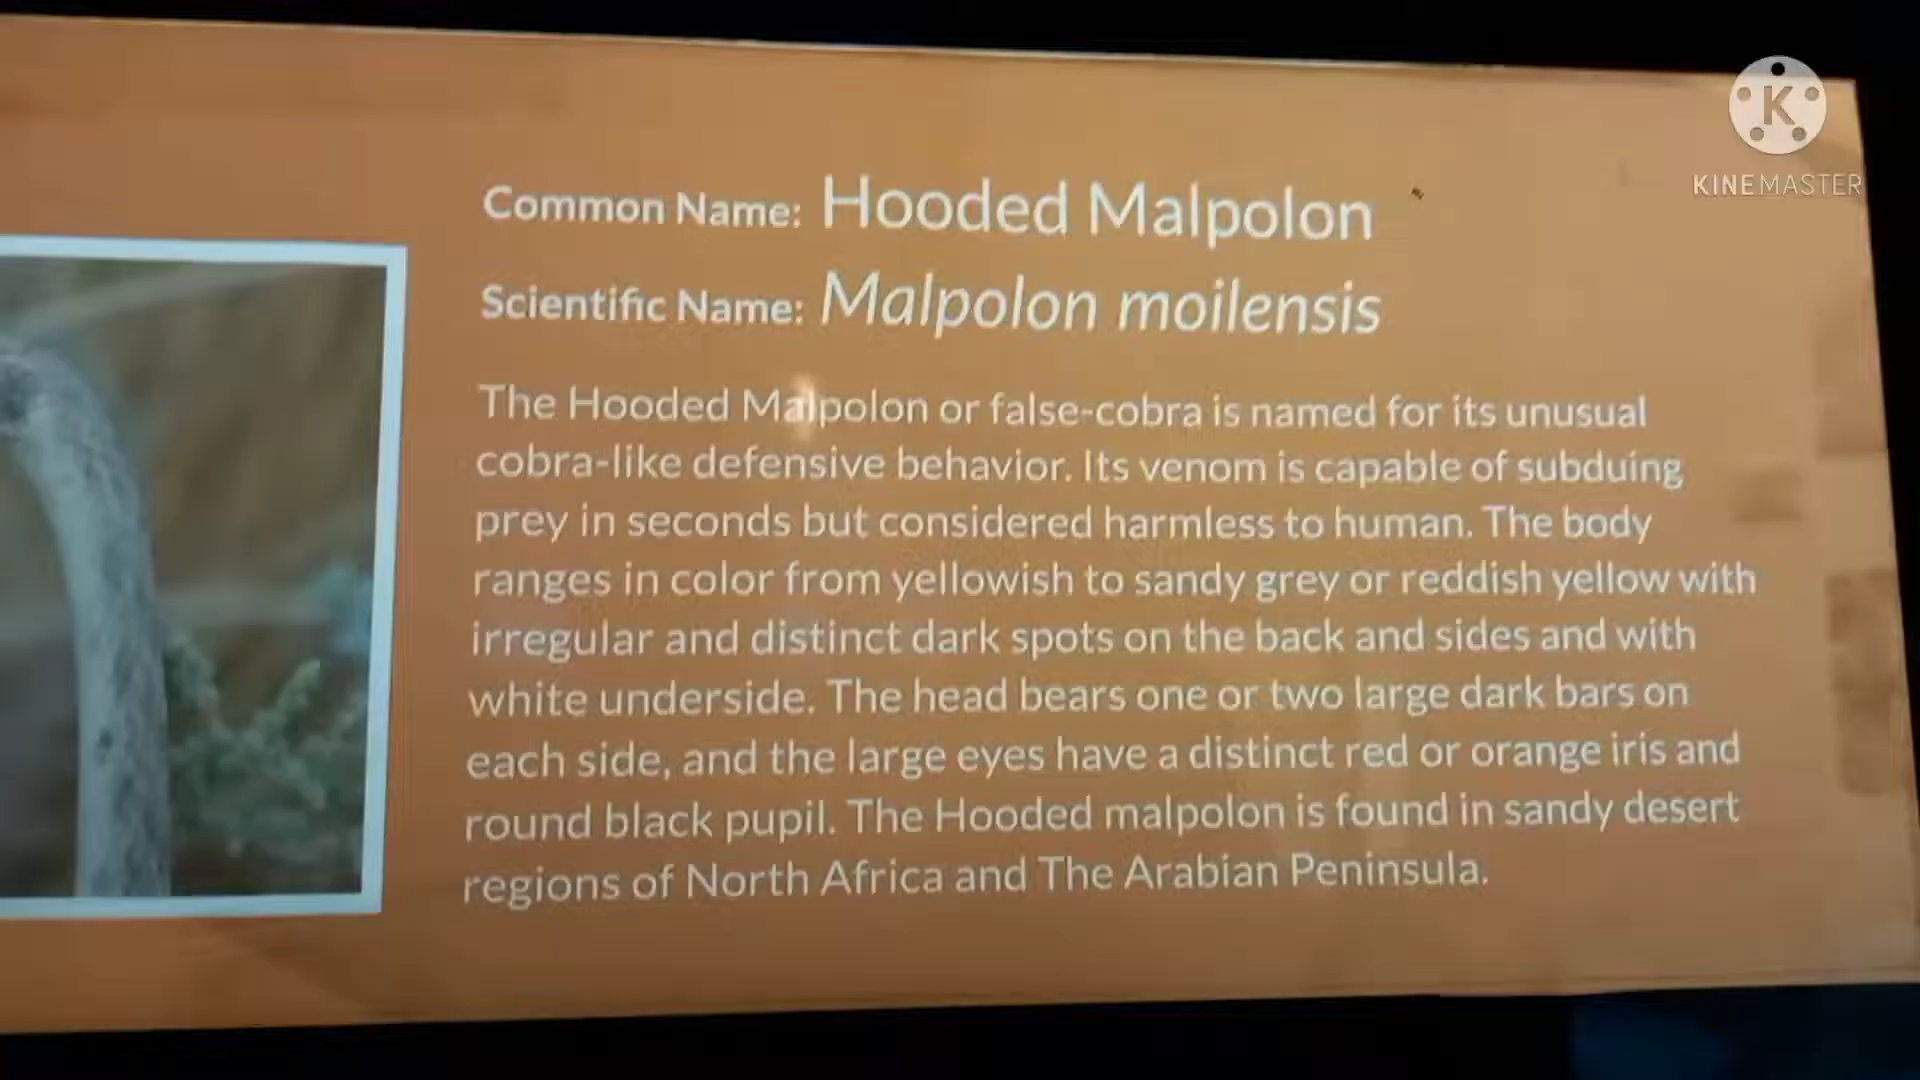 K
KINEMASTER
Common Name: Hooded Malpolon
Scientific Name: Malpolon moilensis
The Hooded Malpolon or false-cobra is named for its unusual
cobra-like defensive behavior. Its venom is capable of subduing
prey in seconds but considered harmless to human. The body
ranges in color from yellowish to sandy grey or reddish yellow with
irregular and distinct dark spots on the back and sides and with
white underside. The head bears one or two large dark bars on
each side, and the large eyes have a distinct red or orange iris and
round black pupil. The Hooded malpolon is found in sandy desert
regions of North Africa and The Arabian Peninsula.